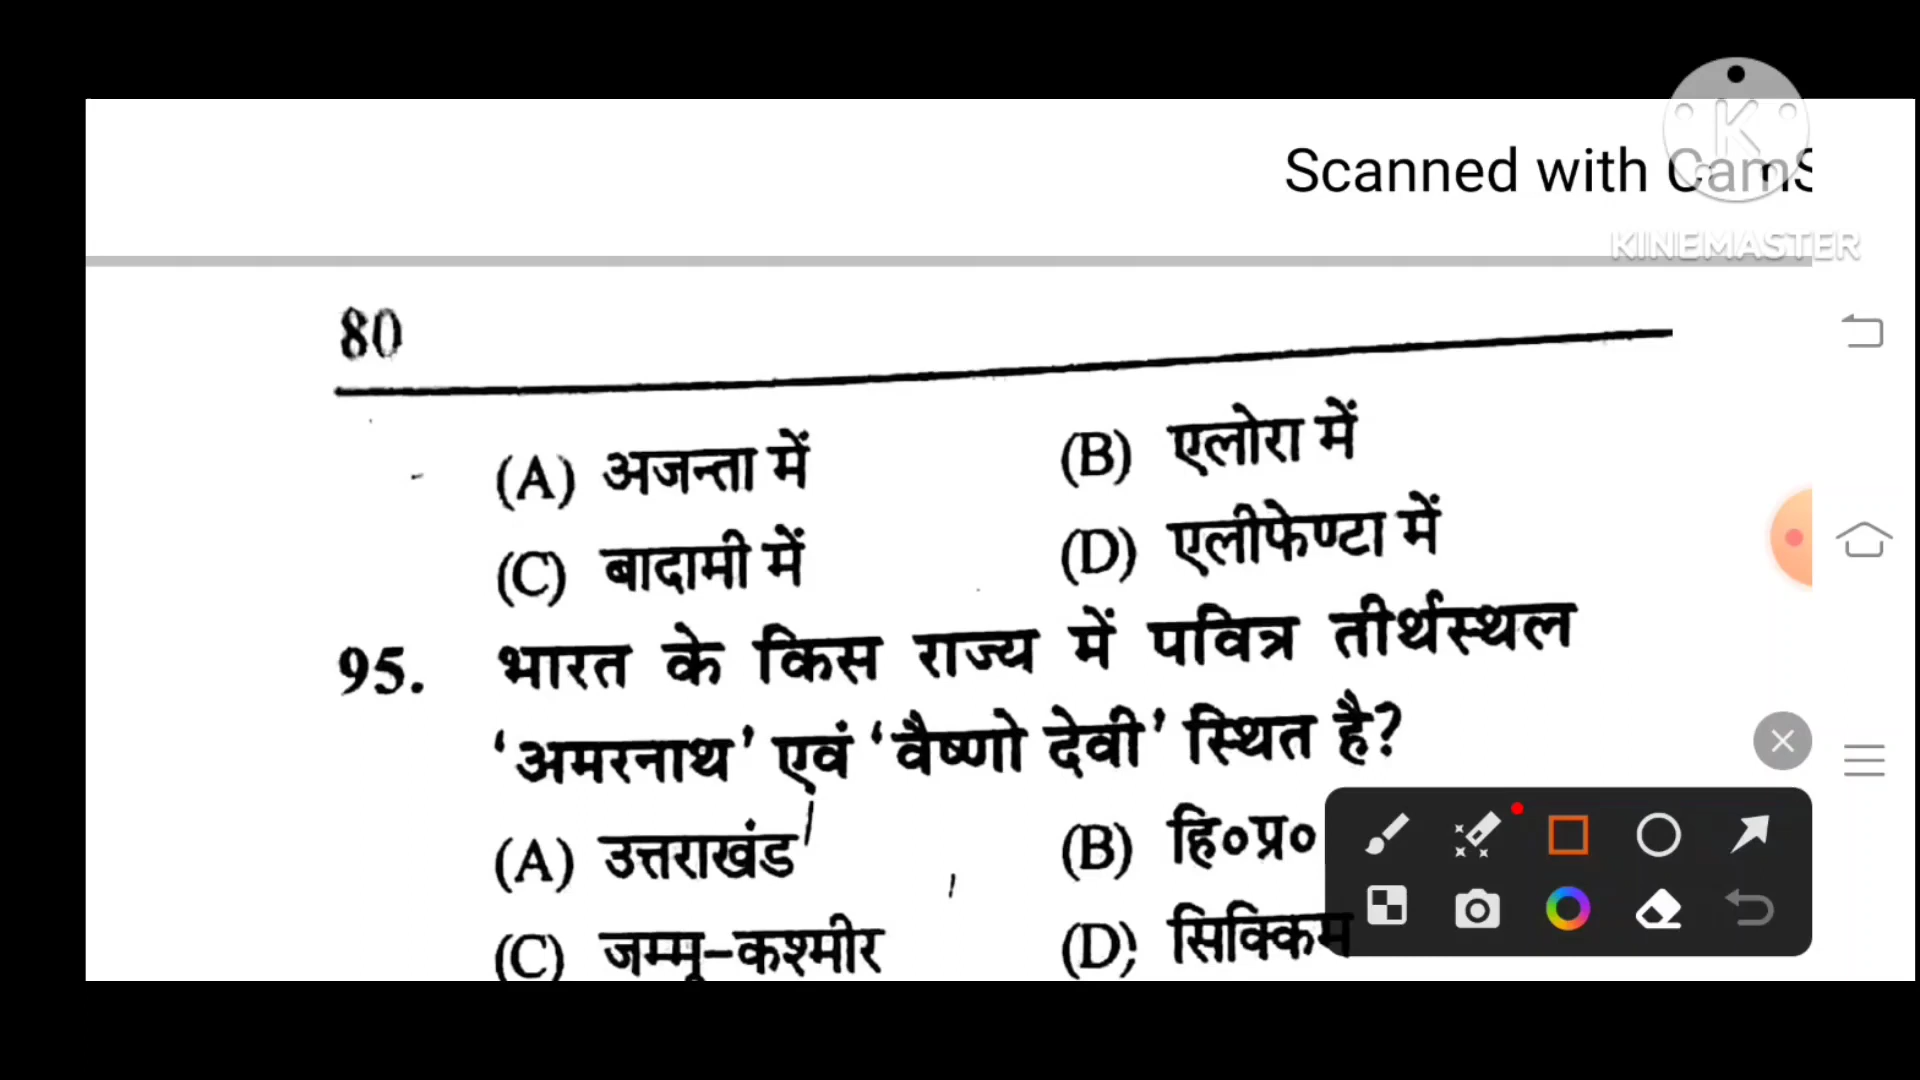 Scanned with CamS
KINEMASTER
80
(A) अजन्ता में (B) एलोरा में
(C) बादामी में (D) एलीफेण्टा में
95. भारत के किस राज्य में पवित्र तीर्थस्थल
‘अमरनाथ’ एवं ‘वैष्णो देवी’ स्थित है?
(A) उत्तराखंड (B) हि०प्र०
(C) जम्मू-कश्मीर (D) सिक्किम